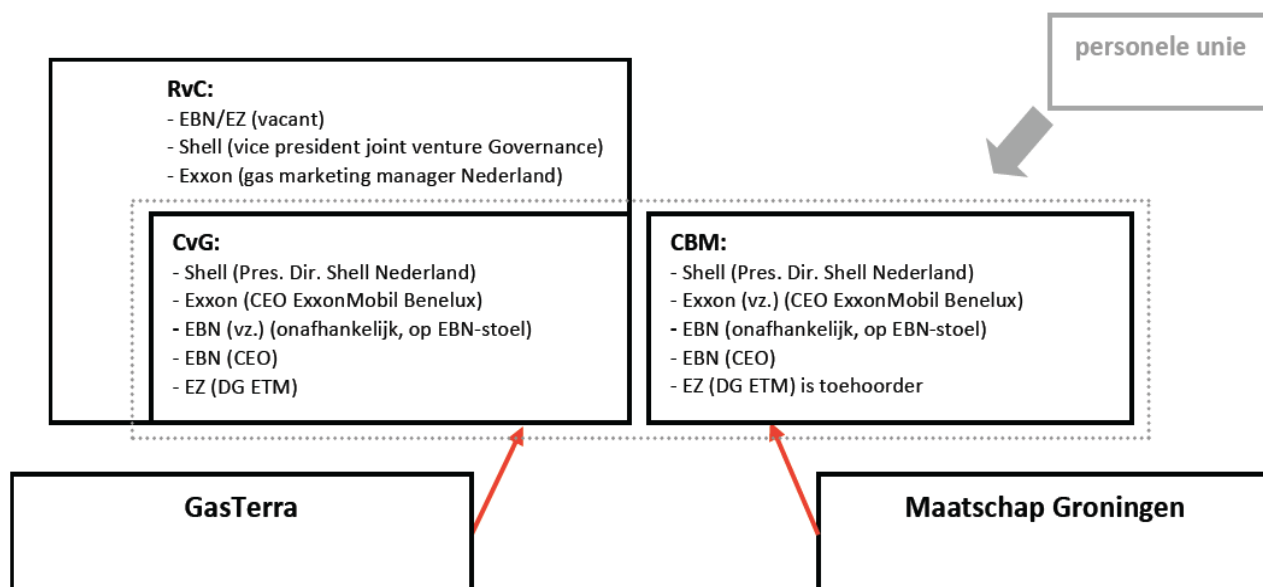 personele unie
RvC:
- EBN/EZ (vacant)
- Shell (vice president joint venture Governance)
- Exxon (gas marketing manager Nederland)
CvG:
- Shell (Pres. Dir. Shell Nederland)
- Exxon (CEO ExxonMobil Benelux)
- EBN (vz.) (onafhankelijk, op EBN-stoel)
- EBN (CEO)
- EZ (DG ETM)
CBM:
- Shell (Pres. Dir. Shell Nederland)
- Exxon (vz.) (CEO ExxonMobil Benelux)
- EBN (onafhankelijk, op EBN-stoel)
- EBN (CEO)
- EZ (DG ETM) is toehoorder
GasTerra
Maatschap Groningen